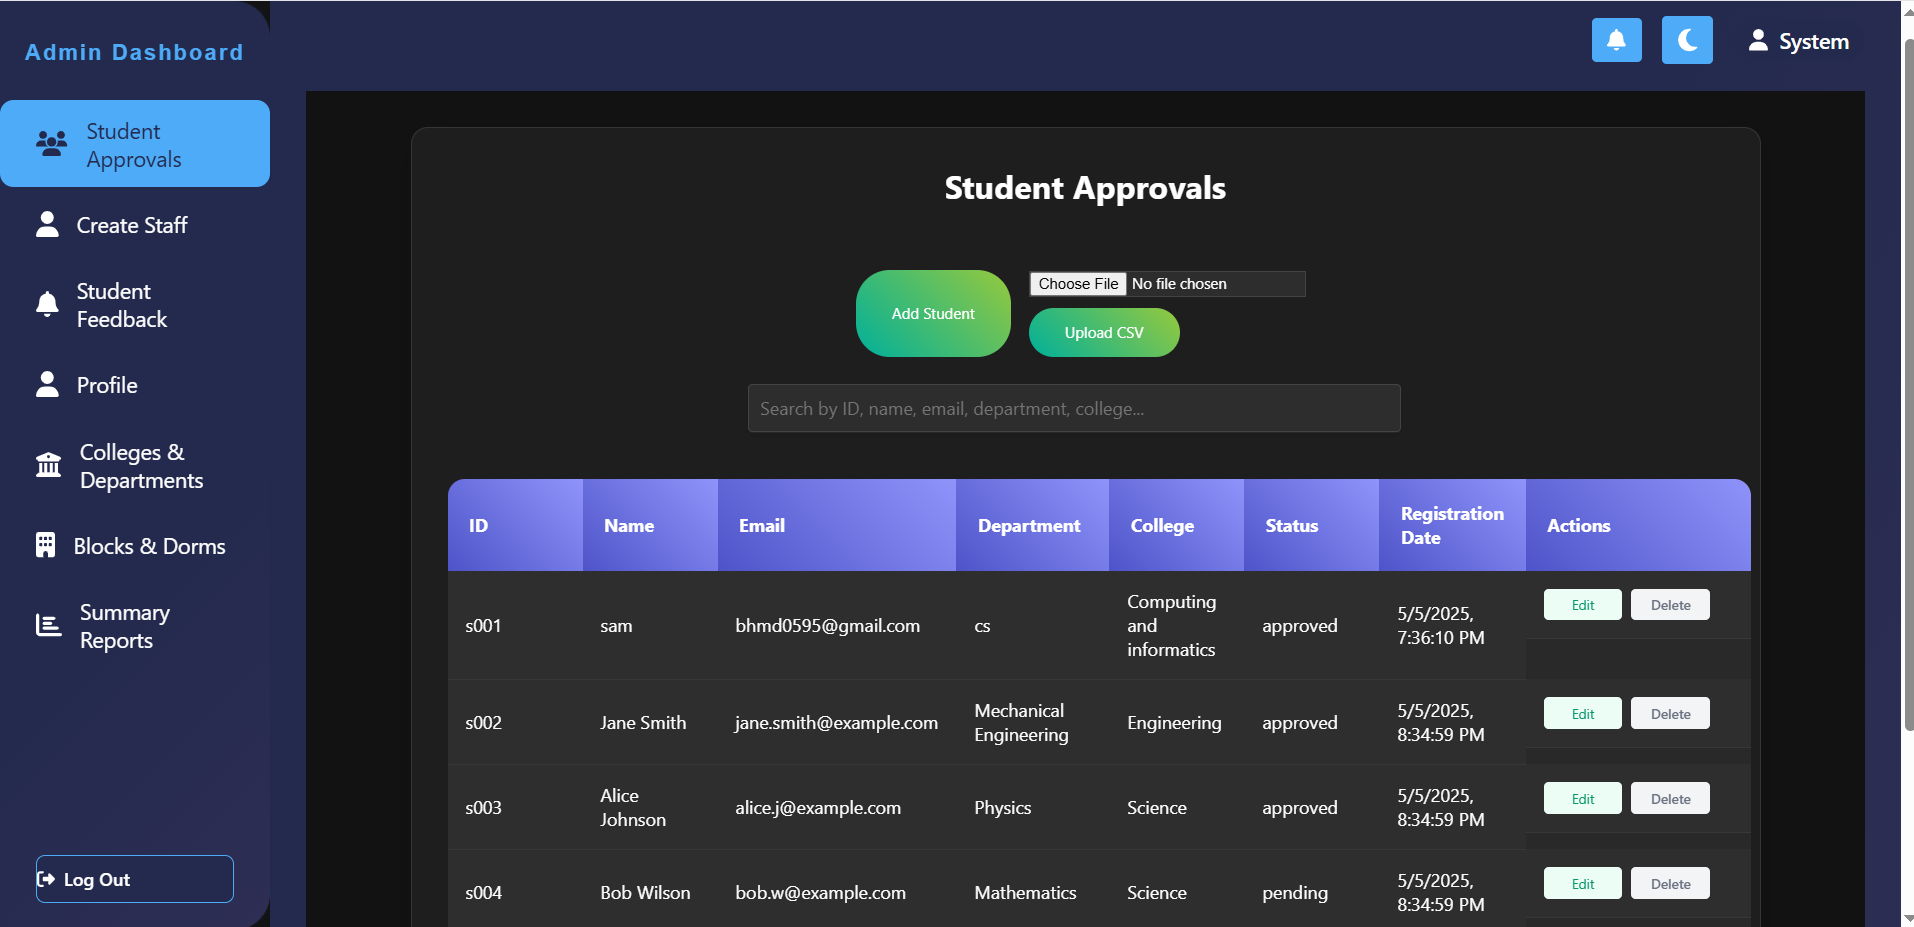 Admin Dashboard
System
Student
Approvals
Create Staff
Student
Feedback
Profile
Colleges &
Departments
Blocks & Dorms
Summary
Reports
Log Out
Student Approvals
Add Student
Choose File No file chosen
Upload CSV
Search by ID, name, email, department, college...
ID Name Email Department College Status Registration Date Actions
s001 sam bhmd0595@gmail.com cs Computing and informatics approved 5/5/2025, 7:36:10 PM Edit Delete
s002 Jane Smith jane.smith@example.com Mechanical Engineering Engineering approved 5/5/2025, 8:34:59 PM Edit Delete
s003 Alice Johnson alice.j@example.com Physics Science approved 5/5/2025, 8:34:59 PM Edit Delete
s004 Bob Wilson bob.w@example.com Mathematics Science pending 5/5/2025, 8:34:59 PM Edit Delete